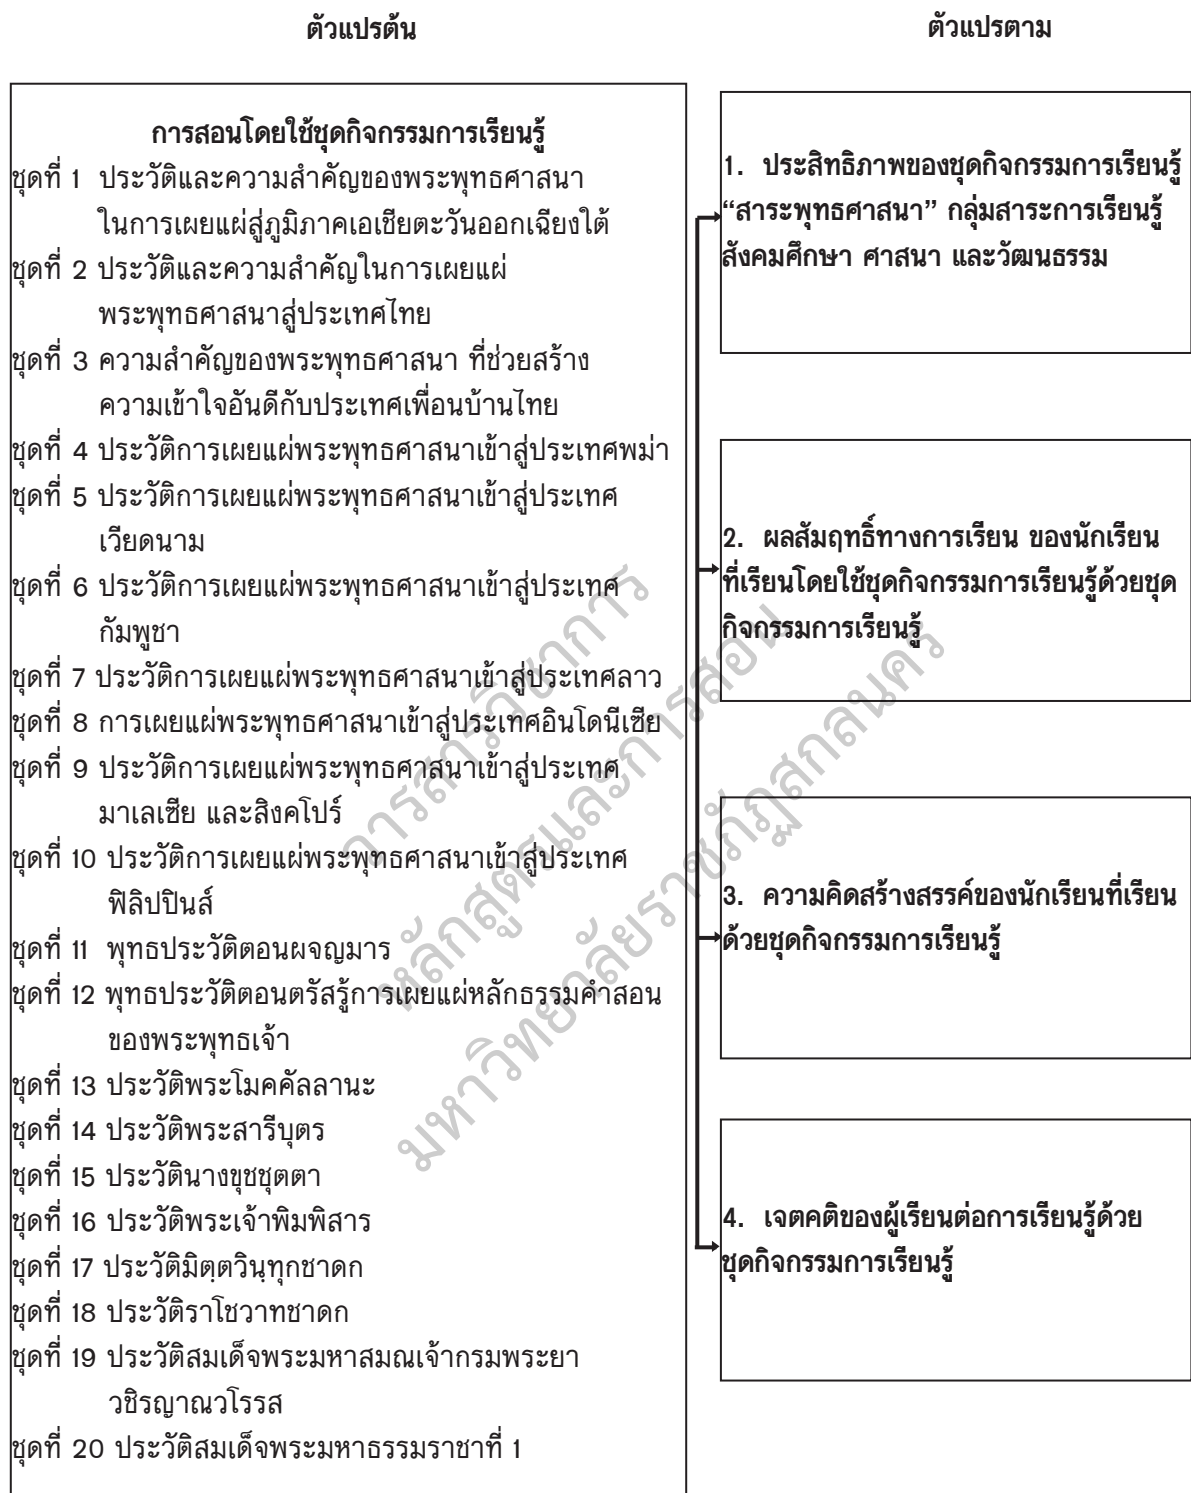 ตัวแปรต้น
การสอนโดยใช้ชุดกิจกรรมการเรียนรู้
ชุดที่ 1 ประวัติและความสำคัญของพระพุทธศาสนา
ในการเผยแผ่สู่ภูมิภาคเอเชียตะวันออกเฉียงใต้
ชุดที่ 2 ประวัติและความสำคัญในการเผยแผ่
พระพุทธศาสนาสู่ประเทศไทย
ชุดที่ 3 ความสำคัญของพระพุทธศาสนา ที่ช่วยสร้าง
ความเข้าใจอันดีกับประเทศเพื่อนบ้านไทย
ชุดที่ 4 ประวัติการเผยแผ่พระพุทธศาสนาเข้าสู่ประเทศพม่า
ชุดที่ 5 ประวัติการเผยแผ่พระพุทธศาสนาเข้าสู่ประเทศ
เวียดนาม
ชุดที่ 6 ประวัติการเผยแผ่พระพุทธศาสนาเข้าสู่ประเทศ
กัมพูชา
ชุดที่ 7 ประวัติการเผยแผ่พระพุทธศาสนาเข้าสู่ประเทศลาว
ชุดที่ 8 การเผยแผ่พระพุทธศาสนาเข้าสู่ประเทศอินโดนีเซีย
ชุดที่ 9 ประวัติการเผยแผ่พระพุทธศาสนาเข้าสู่ประเทศ
มาเลเซีย และสิงคโปร์
ชุดที่ 10 ประวัติการเผยแผ่พระพุทธศาสนาเข้าสู่ประเทศ
ฟิลิปปินส์
ชุดที่ 11 พุทธประวัติตอนผจญมาร
ชุดที่ 12 พุทธประวัติตอนตรัสรู้การเผยแผ่หลักธรรมคำสอน
ของพระพุทธเจ้า
ชุดที่ 13 ประวัติพระโมคคัลลานะ
ชุดที่ 14 ประวัติพระสารีบุตร
ชุดที่ 15 ประวัตินางขุชชุตตา
ชุดที่ 16 ประวัติพระเจ้าพิมพิสาร
ชุดที่ 17 ประวัติมิตฺตวินฺทุกชาดก
ชุดที่ 18 ประวัติราโชวาทชาดก
ชุดที่ 19 ประวัติสมเด็จพระมหาสมณเจ้ากรมพระยา
วชิรญาณวโรรส
ชุดที่ 20 ประวัติสมเด็จพระมหาธรรมราชาที่ 1
ตัวแปรตาม
1. ประสิทธิภาพของชุดกิจกรรมการเรียนรู้
“สาระพุทธศาสนา” กลุ่มสาระการเรียนรู้
สังคมศึกษา ศาสนา และวัฒนธรรม
2. ผลสัมฤทธิ์ทางการเรียน ของนักเรียน
ที่เรียนโดยใช้ชุดกิจกรรมการเรียนรู้ด้วยชุด
กิจกรรมการเรียนรู้
3. ความคิดสร้างสรรค์ของนักเรียนที่เรียน
ด้วยชุดกิจกรรมการเรียนรู้
4. เจตคติของผู้เรียนต่อการเรียนรู้ด้วย
ชุดกิจกรรมการเรียนรู้
การสารวิชาการ
หลักสูตรและการสอน
มหาวิทยาลัยราชภัฏสกลนคร